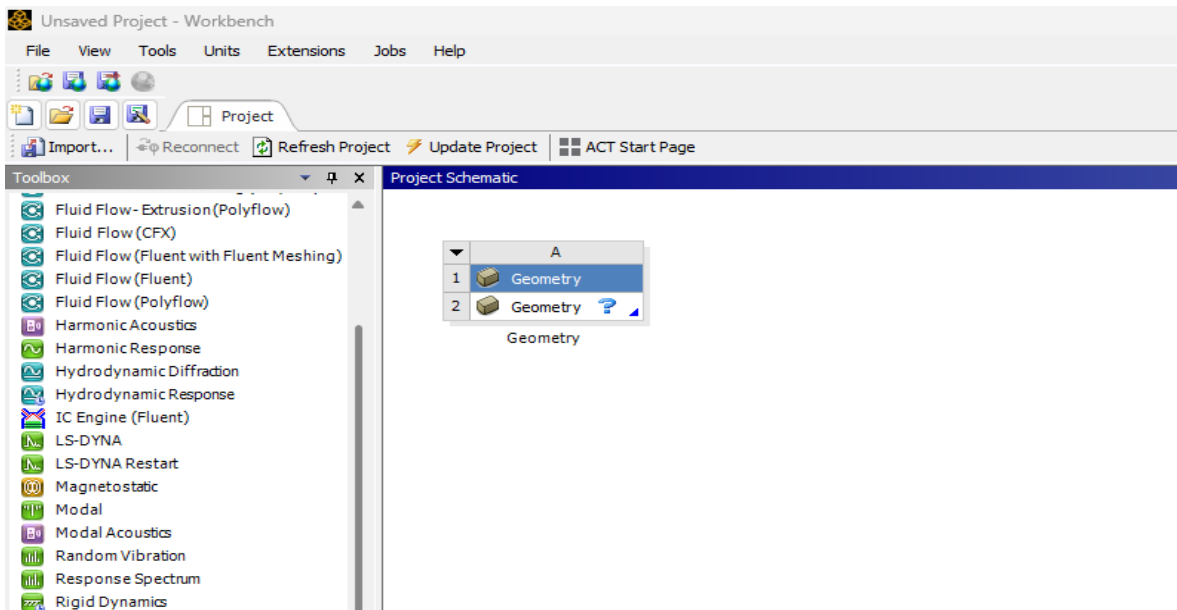 Unsaved Project - Workbench
File View Tools Units Extensions Jobs Help
Project
Import... Reconnect Refresh Project Update Project ACT Start Page
Toolbox
Project Schematic
Fluid Flow- Extrusion (Polyflow)
Fluid Flow (CFX)
Fluid Flow (Fluent with Fluent Meshing)
Fluid Flow (Fluent)
Fluid Flow (Polyflow)
Harmonic Acoustics
Harmonic Response
Hydrodynamic Diffraction
Hydrodynamic Response
IC Engine (Fluent)
LS-DYNA
LS-DYNA Restart
Magnetostatic
Modal
Modal Acoustics
Random Vibration
Response Spectrum
Rigid Dynamics
A
1 Geometry
2 Geometry ?
Geometry